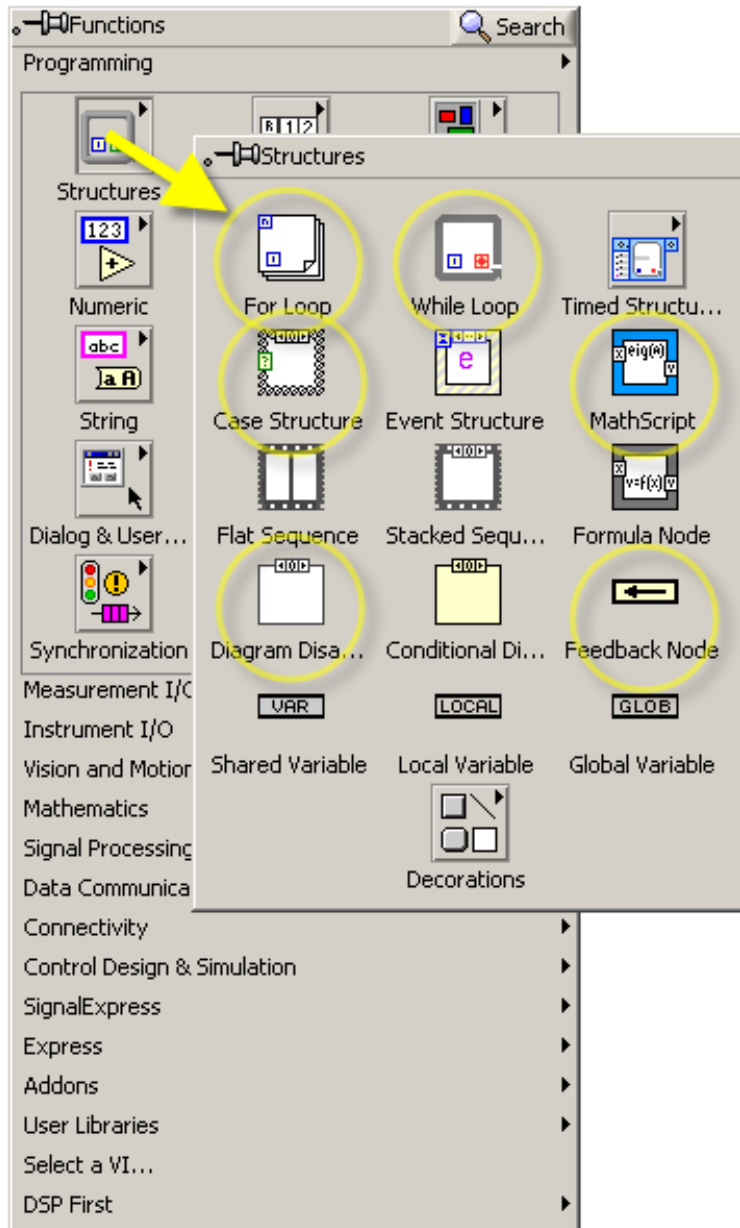 Functions
Search
Programming
Structures
Numeric
String
Dialog & User...
Synchronization
Structures
For Loop
While Loop
Timed Structu...
Case Structure
Event Structure
MathScript
Flat Sequence
Stacked Sequ...
Formula Node
Diagram Disa...
Conditional Di...
Feedback Node
VAR
LOCAL
GLOB
Shared Variable
Local Variable
Global Variable
Decorations
Measurement I/O
Instrument I/O
Vision and Motion
Mathematics
Signal Processing
Data Communica
Connectivity
Control Design & Simulation
SignalExpress
Express
Addons
User Libraries
Select a VI...
DSP First